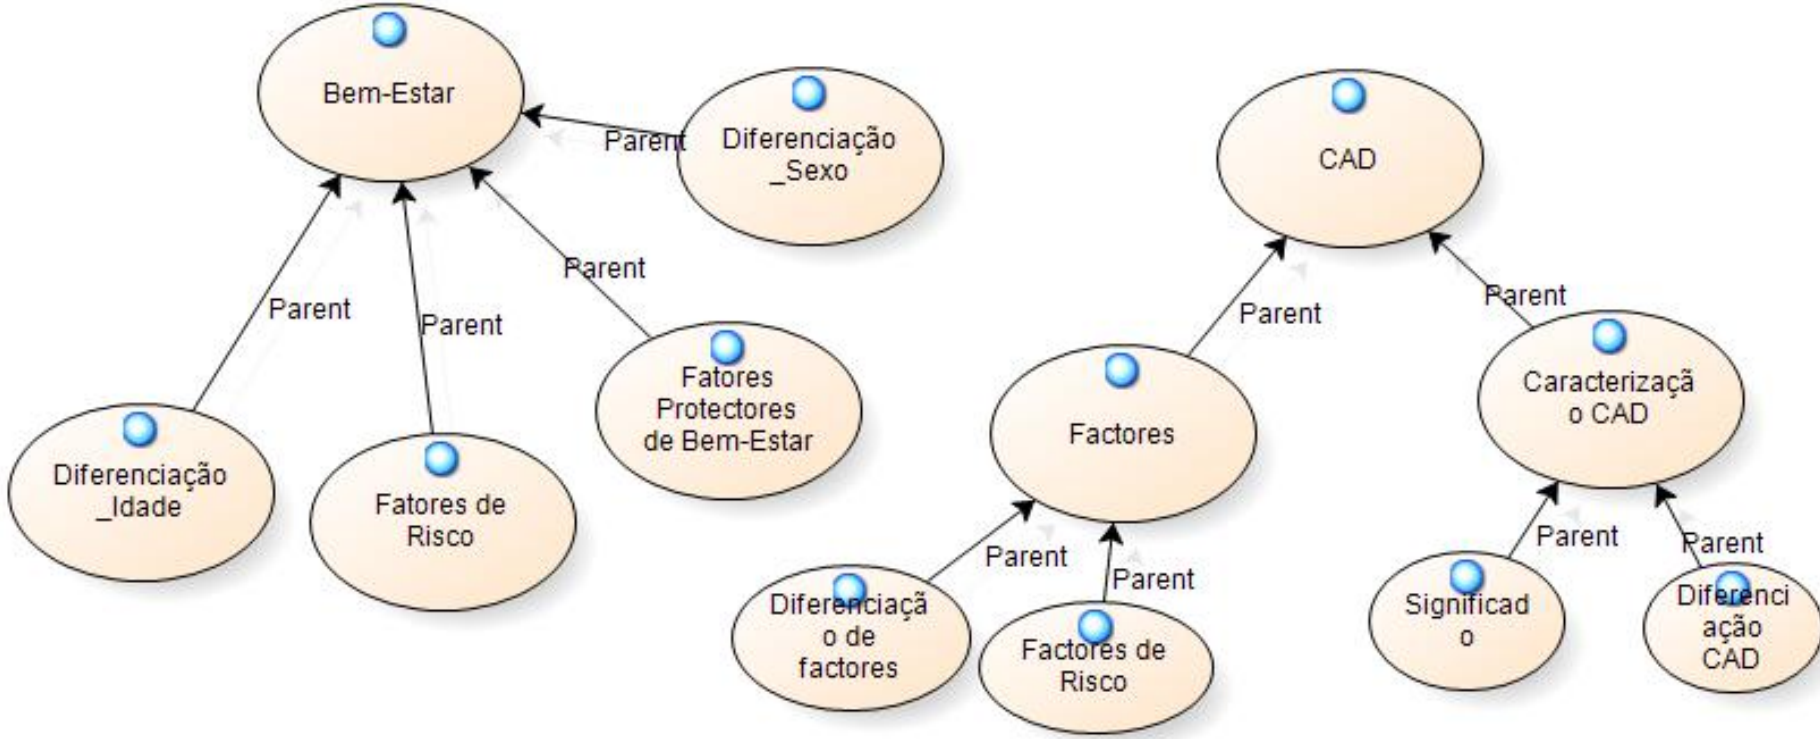 Bem-Estar
Diferenciação
_Sexo
Parent
Parent
Parent
Parent
Diferenciação
_Idade
Fatores de
Risco
Fatores
Protectores
de Bem-Estar
CAD
Parent
Parent
Factores
Caracterizaçã
o CAD
Parent
Parent
Parent
Parent
Diferenciaçã
o de
factores
Factores de
Risco
Significad
o
Diferenci
ação
CAD